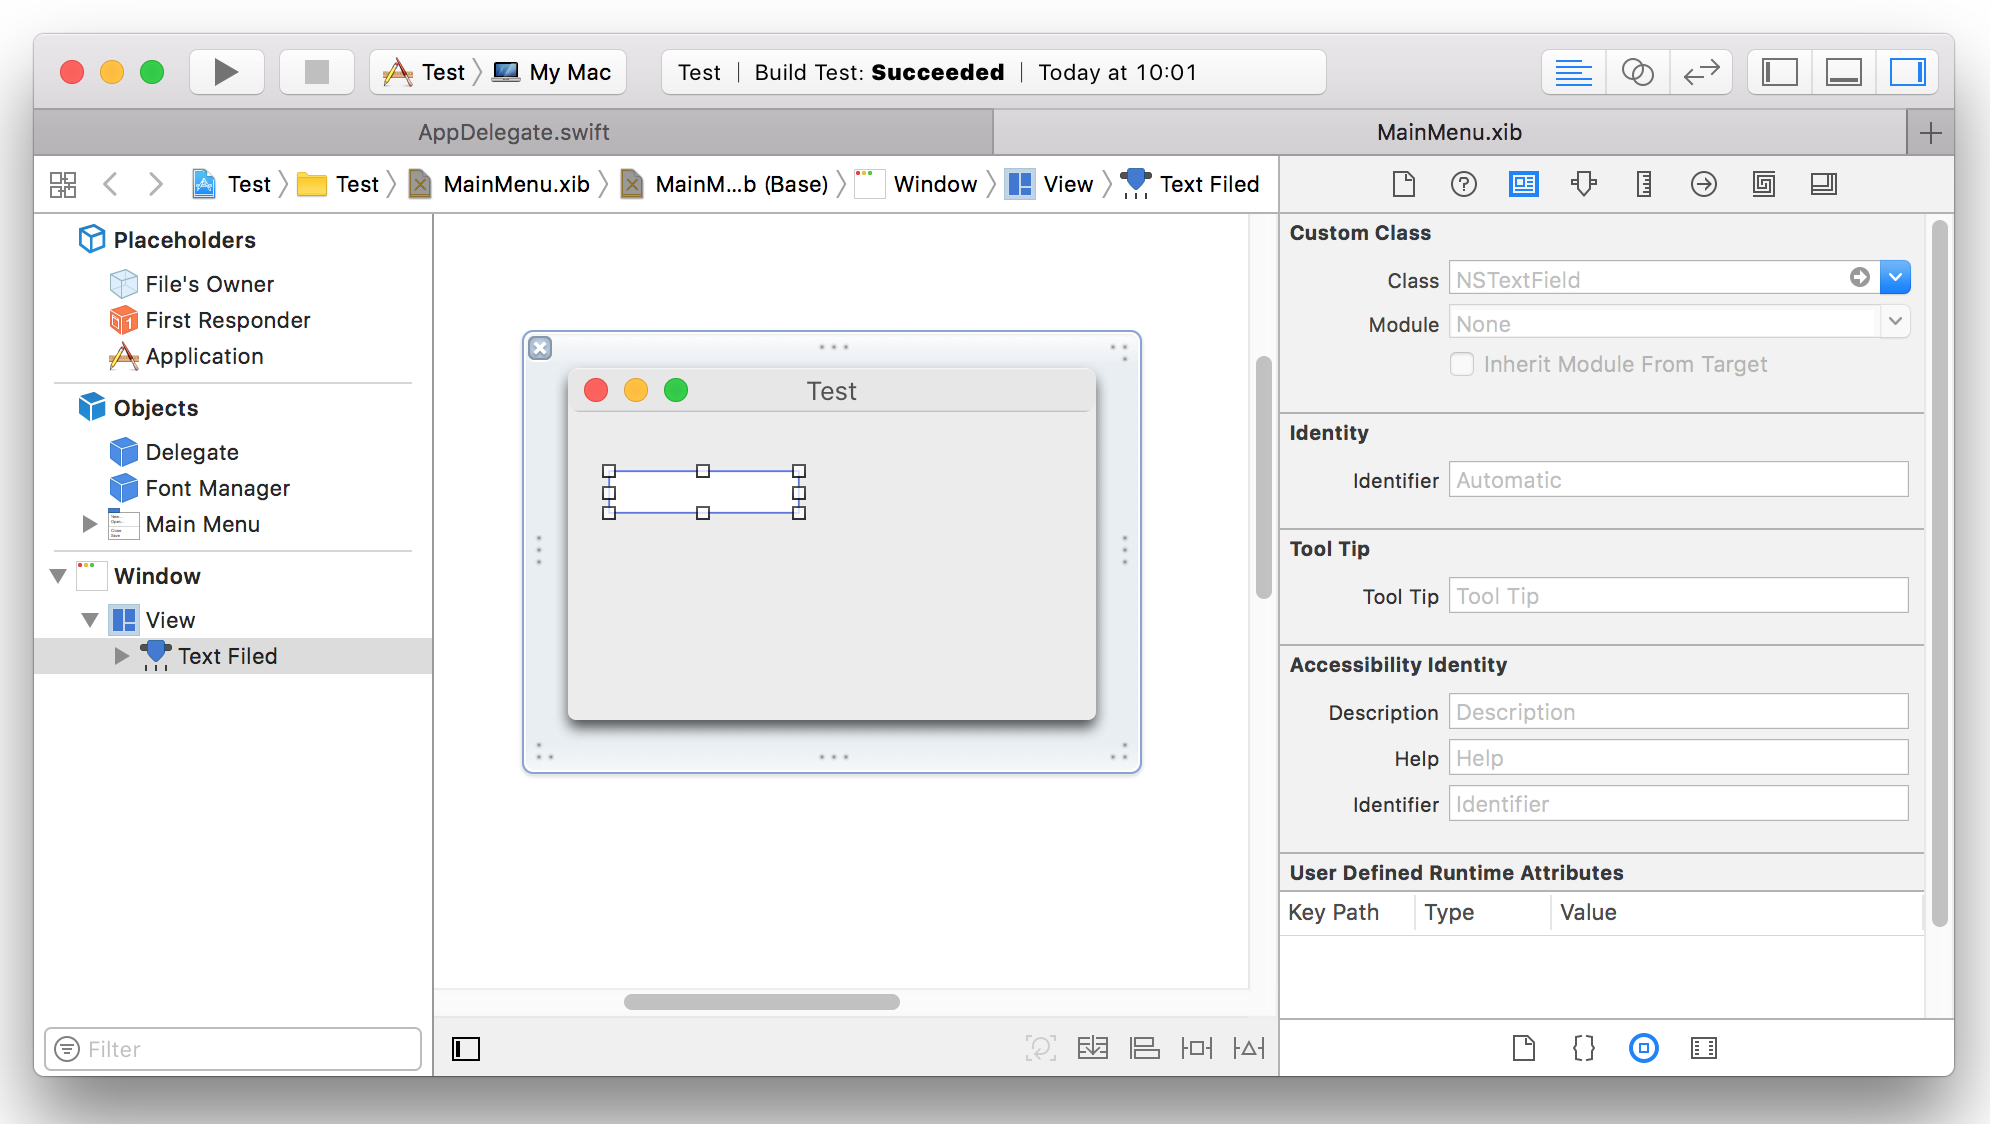 Test My Mac
Test | Build Test: Succeeded | Today at 10:01
AppDelegate.swift
MainMenu.xib
Test Test MainMenu.xib MainM...b (Base) Window View Text Filed
Placeholders
File's Owner
First Responder
Application
Objects
Delegate
Font Manager
Main Menu
Window
View
Text Filed
Filter
Test
Custom Class
Class NSTextField
Module None
Inherit Module From Target
Identity
Identifier Automatic
Tool Tip
Tool Tip Tool Tip
Accessibility Identity
Description Description
Help Help
Identifier Identifier
User Defined Runtime Attributes
Key Path Type Value